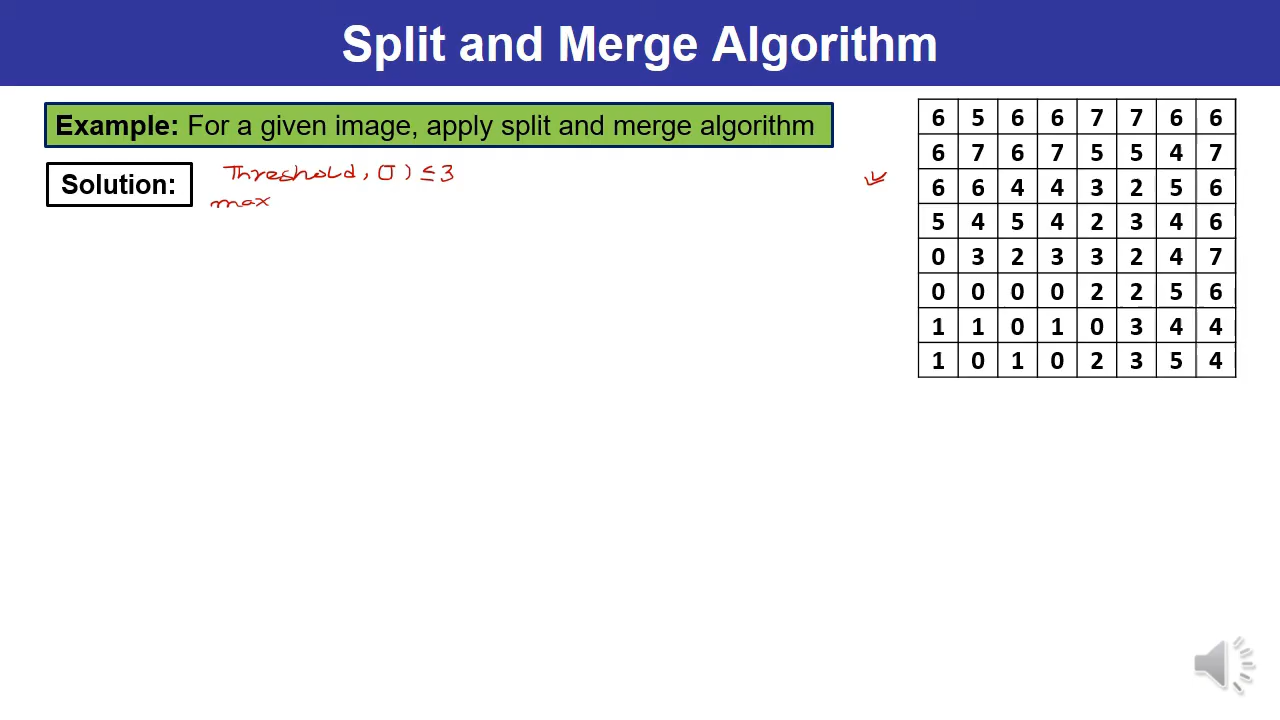 Split and Merge Algorithm
Example: For a given image, apply split and merge algorithm
Solution:
Threshold, (T) ≤ 3
max
6 5 6 6 7 7 6 6
6 7 6 7 5 5 4 7
6 6 4 4 3 2 5 6
5 4 5 4 2 3 4 6
0 3 2 3 3 2 4 7
0 0 0 0 2 2 5 6
1 1 0 1 0 3 4 4
1 0 1 0 2 3 5 4